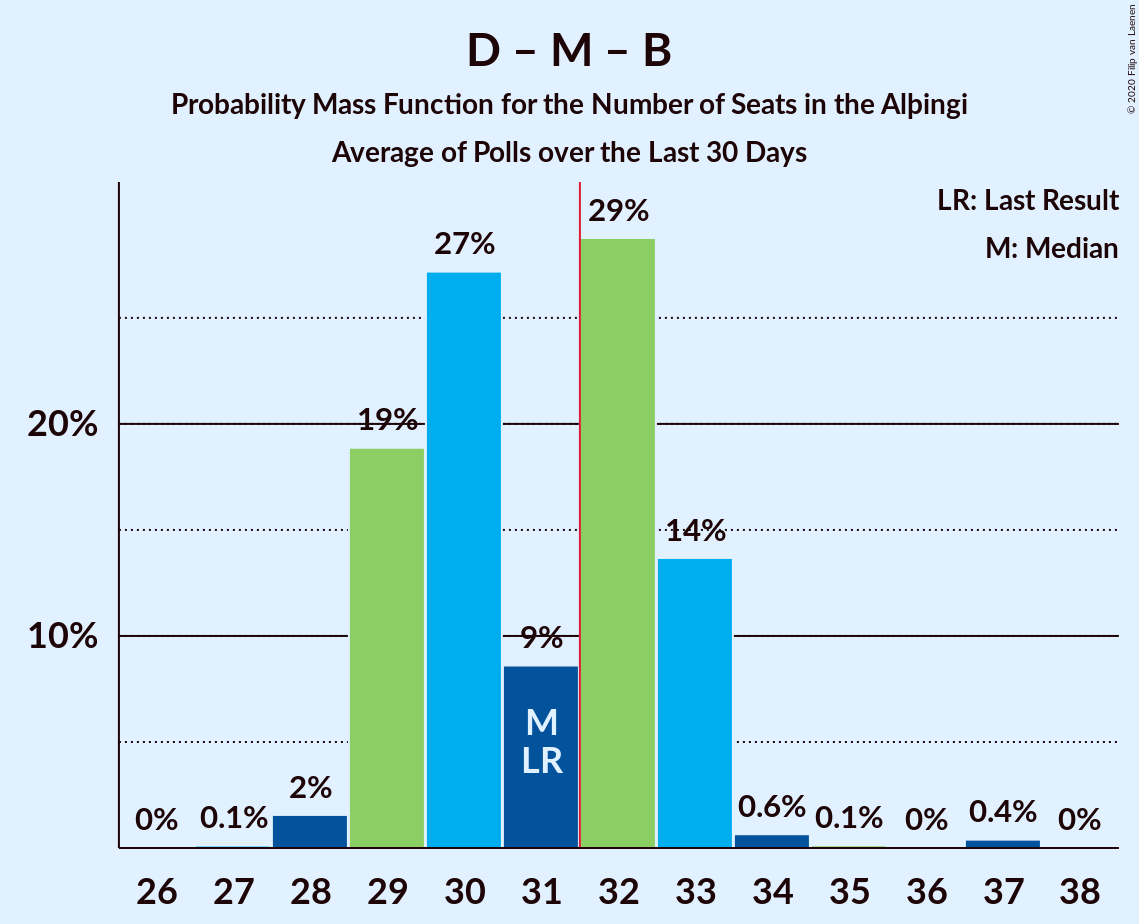 D – M – B
Probability Mass Function for the Number of Seats in the Alþingi
Average of Polls over the Last 30 Days
© 2020 Filip van Laenen
LR: Last Result
M: Median
20%
10%
0%
0.1%
2%
19%
27%
9%
29%
14%
0.6%
0.1%
0%
0.4%
0%
M
LR
26 27 28 29 30 31 32 33 34 35 36 37 38